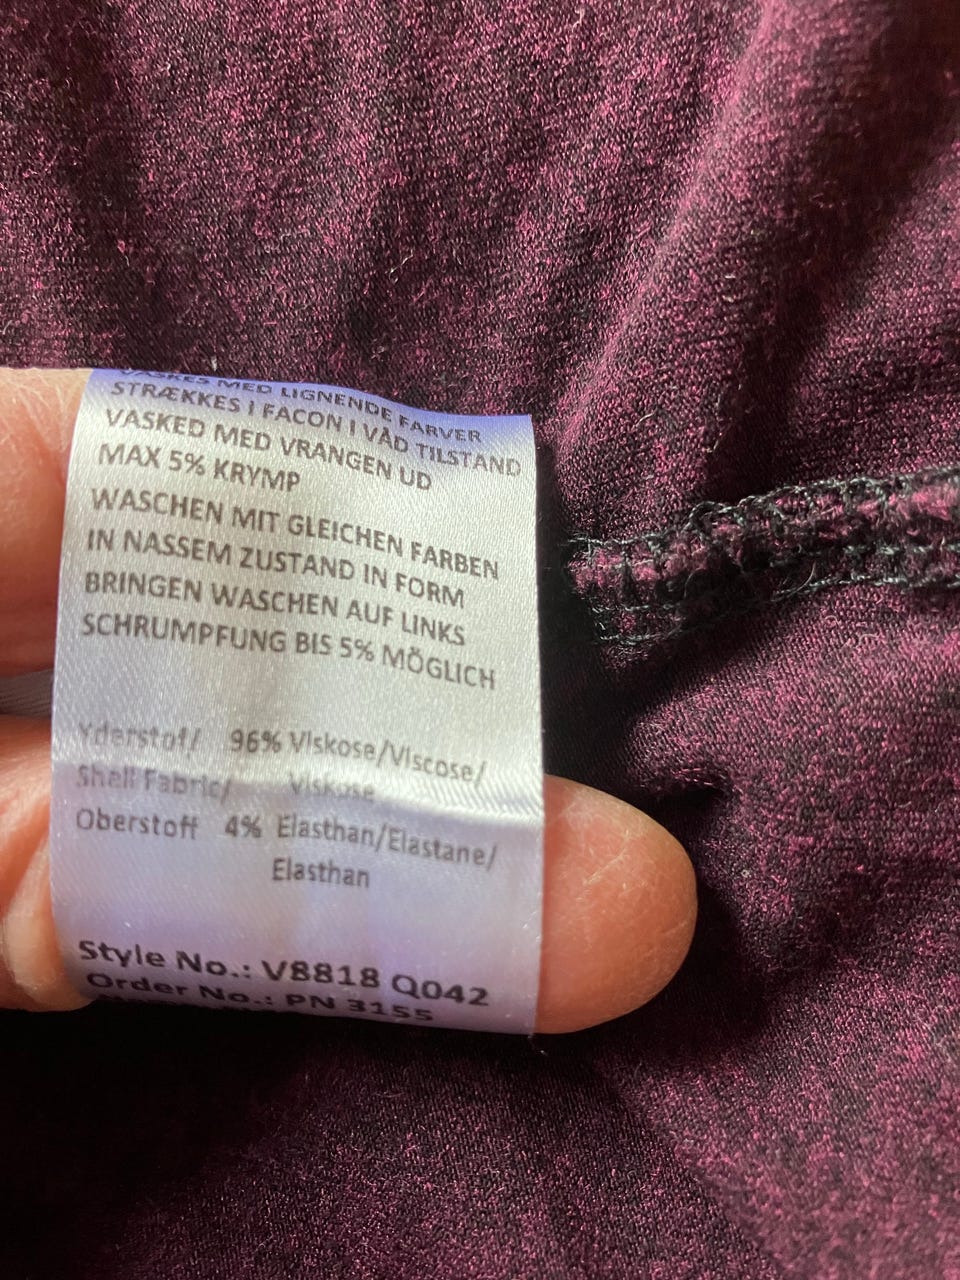 VASKES MED LIGNENDE FARVER
STRÆKKES I FACON I VÅD TILSTAND
VASKED MED VRANGEN UD
MAX 5% KRYMP
WASCHEN MIT GLEICHEN FARBEN
IN NASSEM ZUSTAND IN FORM
BRINGEN WASCHEN AUF LINKS
SCHRUMPFUNG BIS 5% MÖGLICH
Yderstof/ 96% Viskose/Viscose/
Shell Fabric/ Viskose
Oberstoff 4% Elasthan/Elastane/
Elasthan
Style No.: V8818 Q042
Order No.: PN 3155